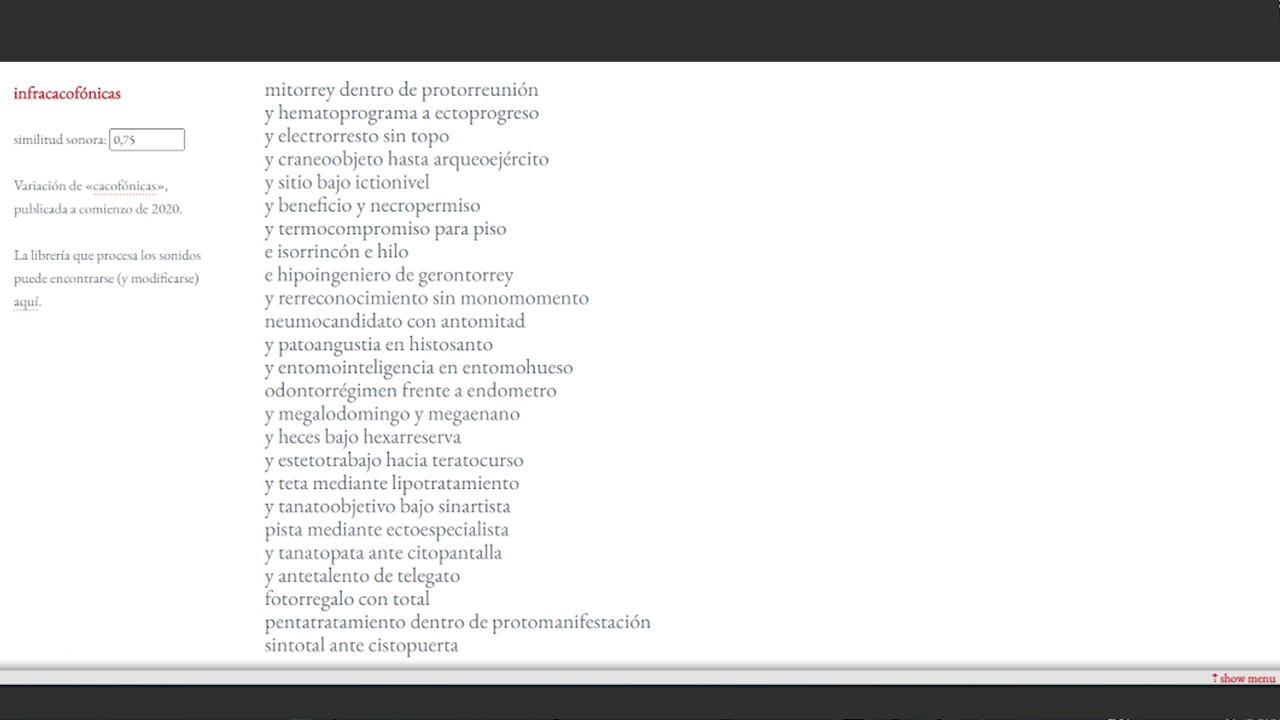 infracacofónicas
similitud sonora: 0,75
Variación de «cacofónicas»,
publicada a comienzo de 2020.
La librería que procesa los sonidos
puede encontrarse (y modificarse)
aquí.
mitorrey dentro de protorreunión
y hematoprograma a ectoprogreso
y electrorresto sin topo
y craneoobjeto hasta arqueoejército
y sitio bajo ictionivel
y beneficio y necropermiso
y termocompromiso para piso
e isorrincón e hilo
e hipoingeniero de gerontorrey
y rerreconocimiento sin monomomento
neumocandidato con antomitad
y patoangustia en histosanto
y entomointeligencia en entomohueso
odontorrégimen frente a endometro
y megalodomingo y megaenano
y heces bajo hexarreserva
y estetotrabajo hacia teratocurso
y teta mediante lipotratamiento
y tanatoobjetivo bajo sinartista
pista mediante ectoespecialista
y tanatopata ante citopantalla
y antetalento de telegato
fotorregalo con total
pentatratamiento dentro de protomanifestación
sintotal ante cistopuerta
⇡ show menu